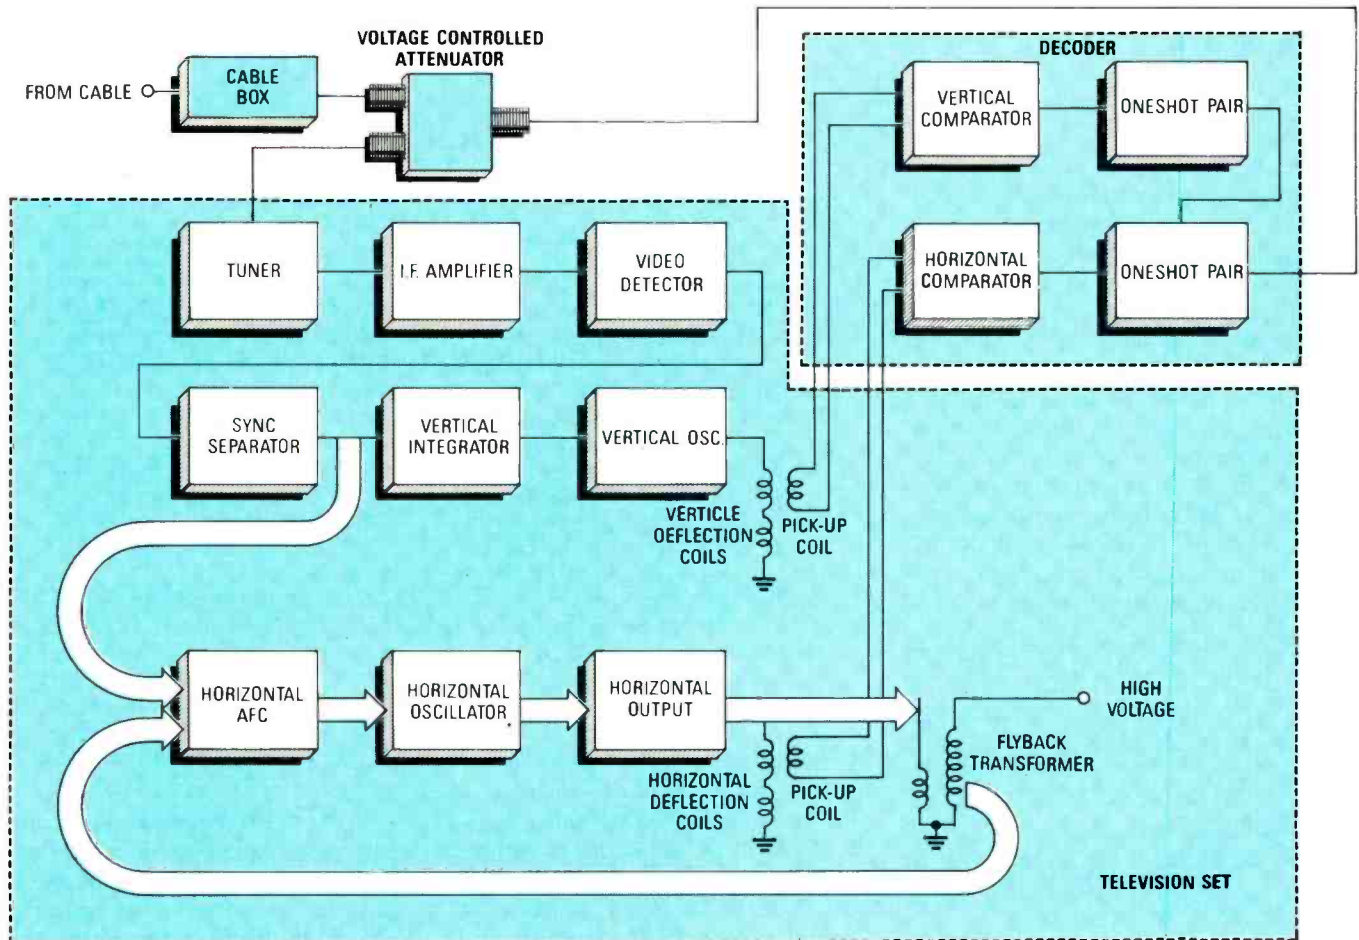 VOLTAGE CONTROLLED
ATTENUATOR
FROM CABLE
CABLE
BOX
DECODER
VERTICAL
COMPARATOR
ONESHOT PAIR
HORIZONTAL
COMPARATOR
ONESHOT PAIR
TUNER
I.F. AMPLIFIER
VIDEO
DETECTOR
SYNC
SEPARATOR
VERTICAL
INTEGRATOR
VERTICAL OSC.
VERTICLE
DEFLECTION
COILS
PICK-UP
COIL
HORIZONTAL
AFC
HORIZONTAL
OSCILLATOR
HORIZONTAL
OUTPUT
HORIZONTAL
DEFLECTION
COILS
PICK-UP
COIL
HIGH
VOLTAGE
FLYBACK
TRANSFORMER
TELEVISION SET